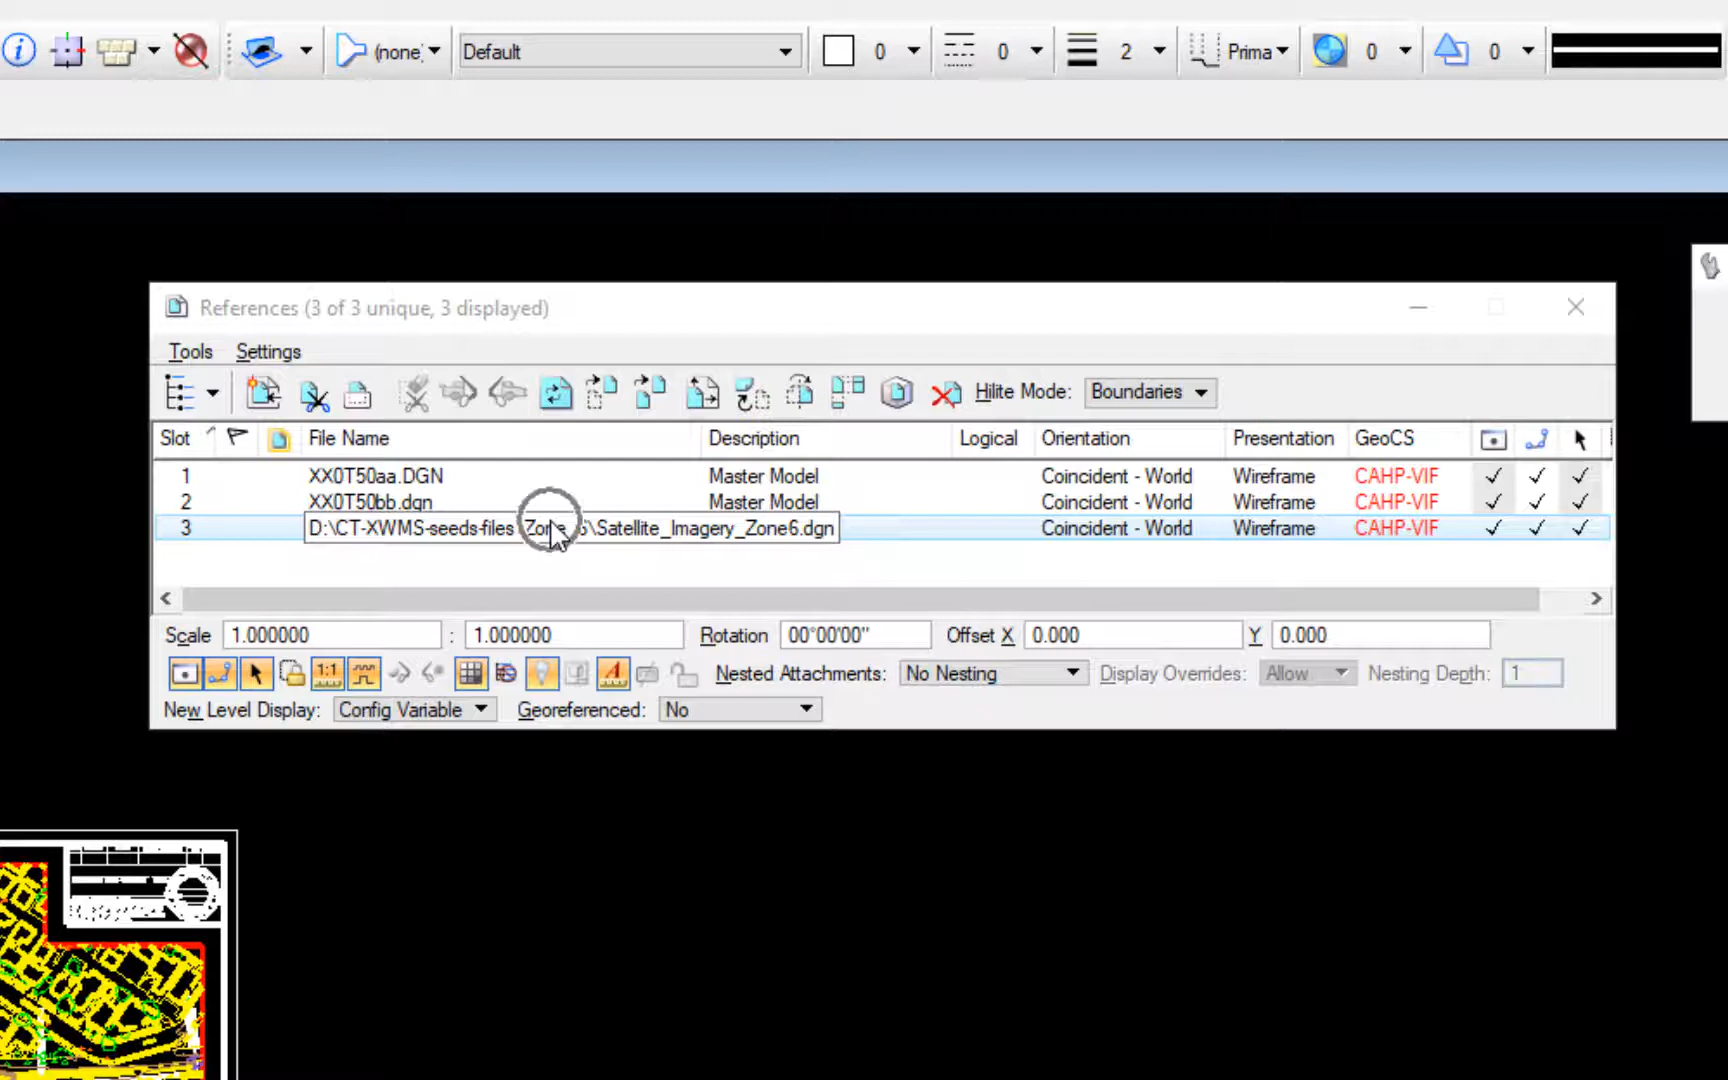 (none) Default 0 0 2 Prima 0 0
References (3 of 3 unique, 3 displayed)
Tools Settings
Hilite Mode: Boundaries
Slot File Name Description Logical Orientation Presentation GeoCS
1 XX0T50aa.DGN Master Model Coincident - World Wireframe CAHP-VIF
2 XX0T50bb.dgn Master Model Coincident - World Wireframe CAHP-VIF
3 D:\CT-XWMS-seeds-files\Zone_6\Satellite_Imagery_Zone6.dgn Coincident - World Wireframe CAHP-VIF
Scale 1.000000 : 1.000000 Rotation 00°00'00" Offset X 0.000 Y 0.000
1:1 Nested Attachments: No Nesting Display Overrides: Allow Nesting Depth: 1
New Level Display: Config Variable Georeferenced: No